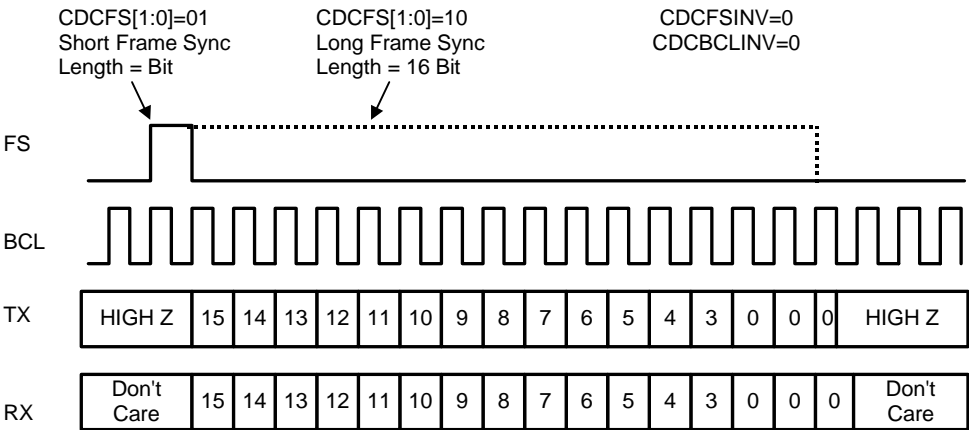 CDCFS[1:0]=01
Short Frame Sync
Length = Bit
CDCFS[1:0]=10
Long Frame Sync
Length = 16 Bit
CDCFSINV=0
CDCBCLINV=0
FS
BCL
TX
HIGH Z 15 14 13 12 11 10 9 8 7 6 5 4 3 0 0 0 HIGH Z
RX
Don't Care 15 14 13 12 11 10 9 8 7 6 5 4 3 0 0 0 Don't Care